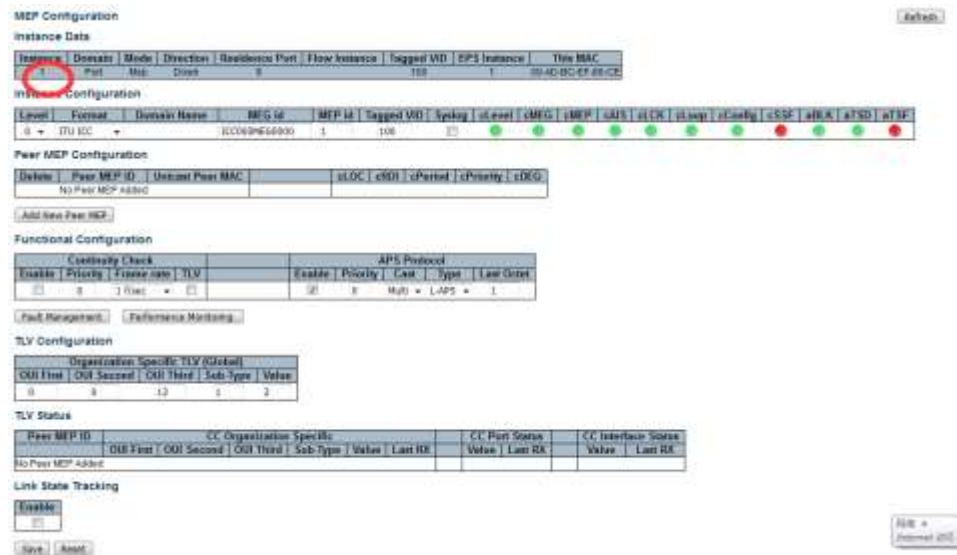 MEP Configuration
Refresh
Instance Data
Instance Domain Mode Direction Residence Port Flow Instance Tagged VID EPS Instance This MAC
1 Port Mep Down 8 100 1
Instance Configuration
Level Format Domain Name MEG id MEP id Tagged VID Syslog cLevel cMEG cMEP cAIS cLCK cLoop cConfig cSSF aBLK aTSD aTSF
0 ITU ICC ICC000MEG0000 1 100
Peer MEP Configuration
Delete Peer MEP ID Unicast Peer MAC cLOC cRDI cPeriod cPriority cDEG
No Peer MEP Added
Add New Peer MEP
Functional Configuration
Continuity Check APS Protocol
Enable Priority Frame rate TLV Enable Priority Cast Type Last Octet
0 1 f/sec 0 Multi L-APS 1
Fault Management Performance Monitoring
TLV Configuration
Organization Specific TLV (Global)
OUI First OUI Second OUI Third Sub-Type Value
0 0 12 1 2
TLV Status
Peer MEP ID CC Organization Specific CC Port Status CC Interface Status
OUI First OUI Second OUI Third Sub-Type Value Last RX Value Last RX Value Last RX
No Peer MEP Added
Link State Tracking
Enable
Save Reset